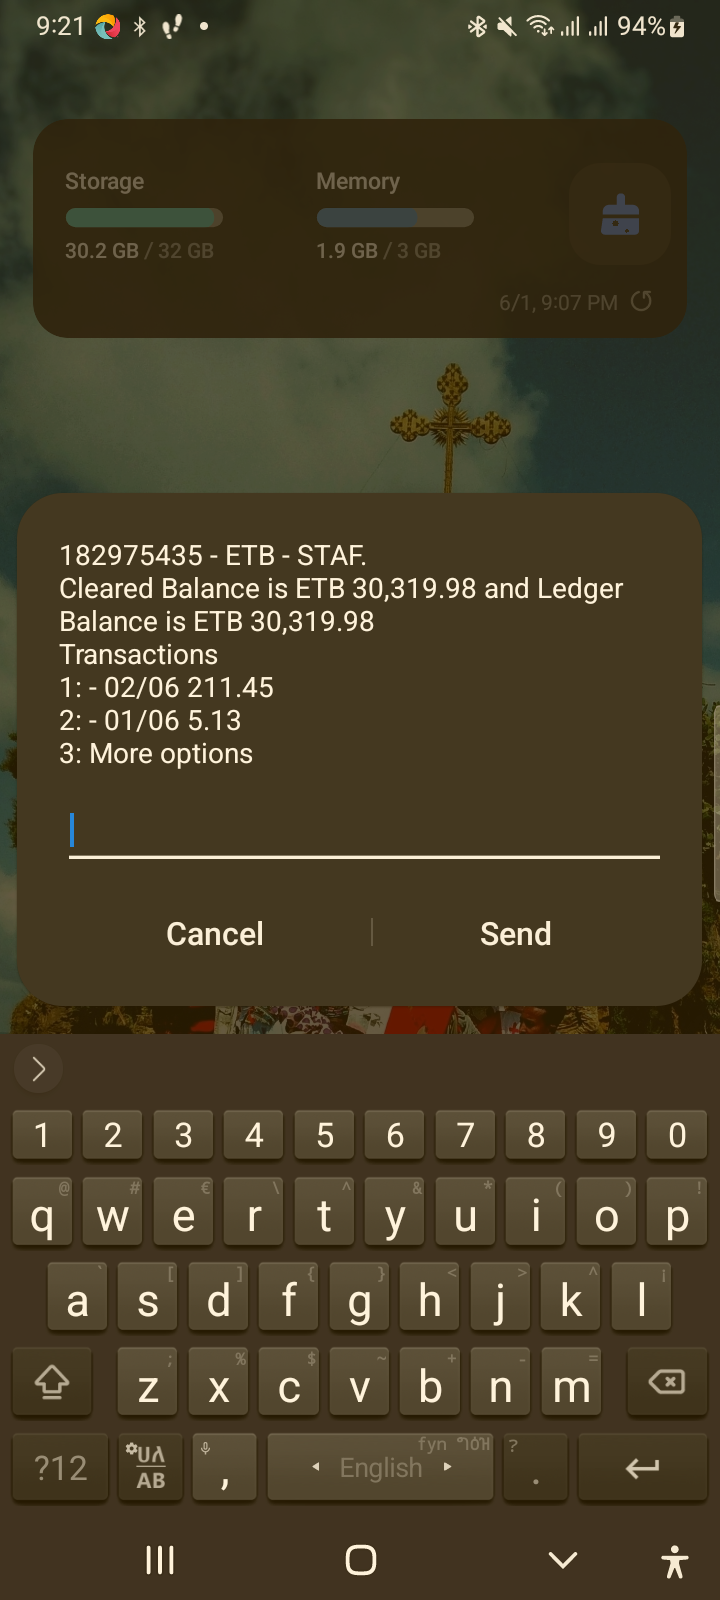 9:21
94%
Storage
Memory
30.2 GB / 32 GB
1.9 GB / 3 GB
6/1, 9:07 PM
182975435 - ETB - STAF.
Cleared Balance is ETB 30,319.98 and Ledger
Balance is ETB 30,319.98
Transactions
1: - 02/06 211.45
2: - 01/06 5.13
3: More options
Cancel
Send
1 2 3 4 5 6 7 8 9 0
@ # € \ ^ & * ( ) !
q w e r t y u i o p
` [ ] { } < > ^ ¡
a s d f g h j k l
; % $ ~ + - =
z x c v b n m
?12
AB
,
English
fyn
?
.